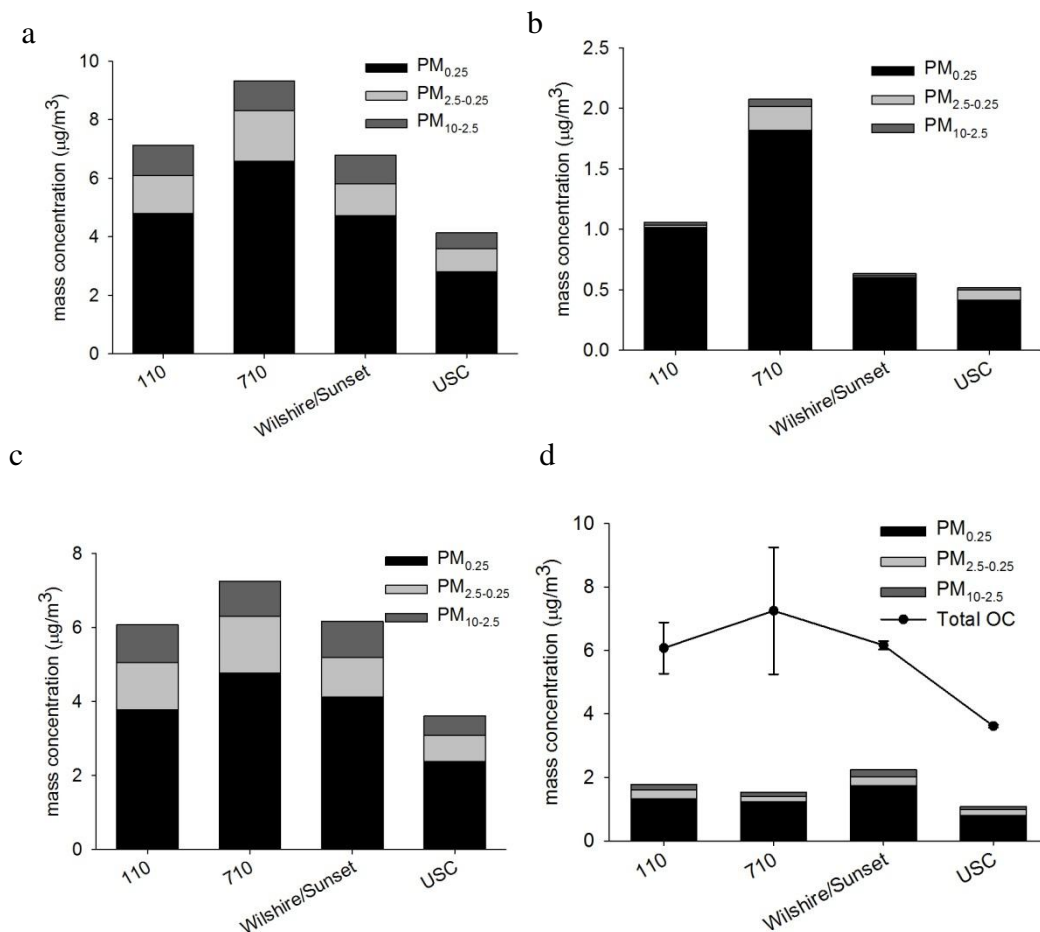 a
mass concentration (µg/m³)
10
8
6
4
2
0
PM₀.₂₅
PM₂.₅₋₀.₂₅
PM₁₀₋₂.₅
110
710
Wilshire/Sunset
USC
b
mass concentration (µg/m³)
2.5
2.0
1.5
1.0
0.5
0.0
PM₀.₂₅
PM₂.₅₋₀.₂₅
PM₁₀₋₂.₅
110
710
Wilshire/Sunset
USC
c
mass concentration (µg/m³)
8
6
4
2
0
PM₀.₂₅
PM₂.₅₋₀.₂₅
PM₁₀₋₂.₅
110
710
Wilshire/Sunset
USC
d
mass concentration (µg/m³)
10
8
6
4
2
0
PM₀.₂₅
PM₂.₅₋₀.₂₅
PM₁₀₋₂.₅
Total OC
110
710
Wilshire/Sunset
USC